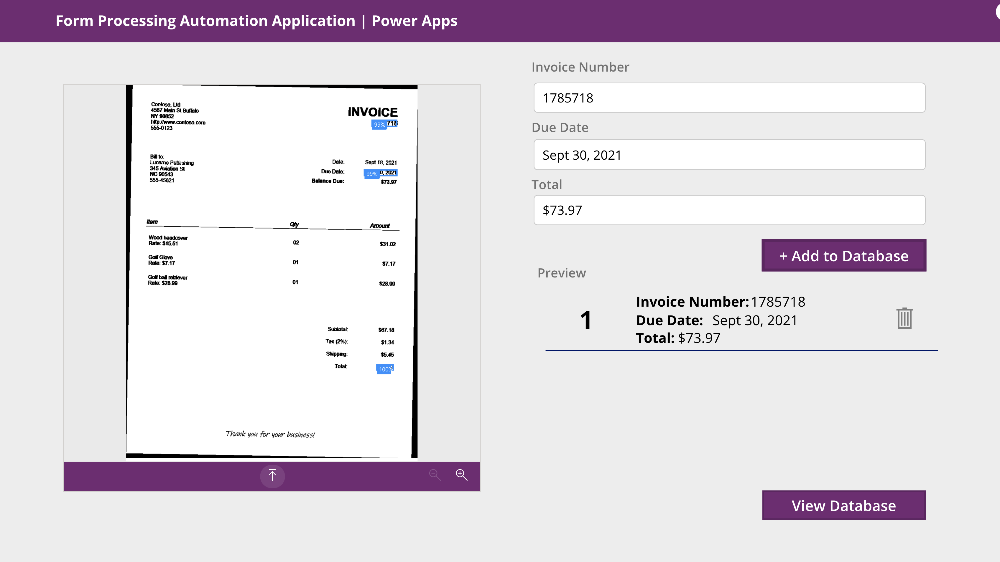 Form Processing Automation Application | Power Apps
Contoso, Ltd.
4567 Main St Buffalo
NY 90852
http://www.contoso.com
555-0123
INVOICE
99% 718
Bill to:
Lucerne Publishing
345 Aviation St
NC 90543
555-45621
Date: Sept 18, 2021
Due Date: 99% 0, 2021
Balance Due: $73.97
Item Qty Amount
Wood headcover
Rate: $15.51 02 $31.02
Golf Glove
Rate: $7.17 01 $7.17
Golf ball retriever
Rate: $28.99 01 $28.99
Subtotal: $67.18
Tax (2%): $1.34
Shipping: $5.45
Total: 100%
Thank you for your business!
Invoice Number
1785718
Due Date
Sept 30, 2021
Total
$73.97
+ Add to Database
Preview
1
Invoice Number: 1785718
Due Date: Sept 30, 2021
Total: $73.97
View Database